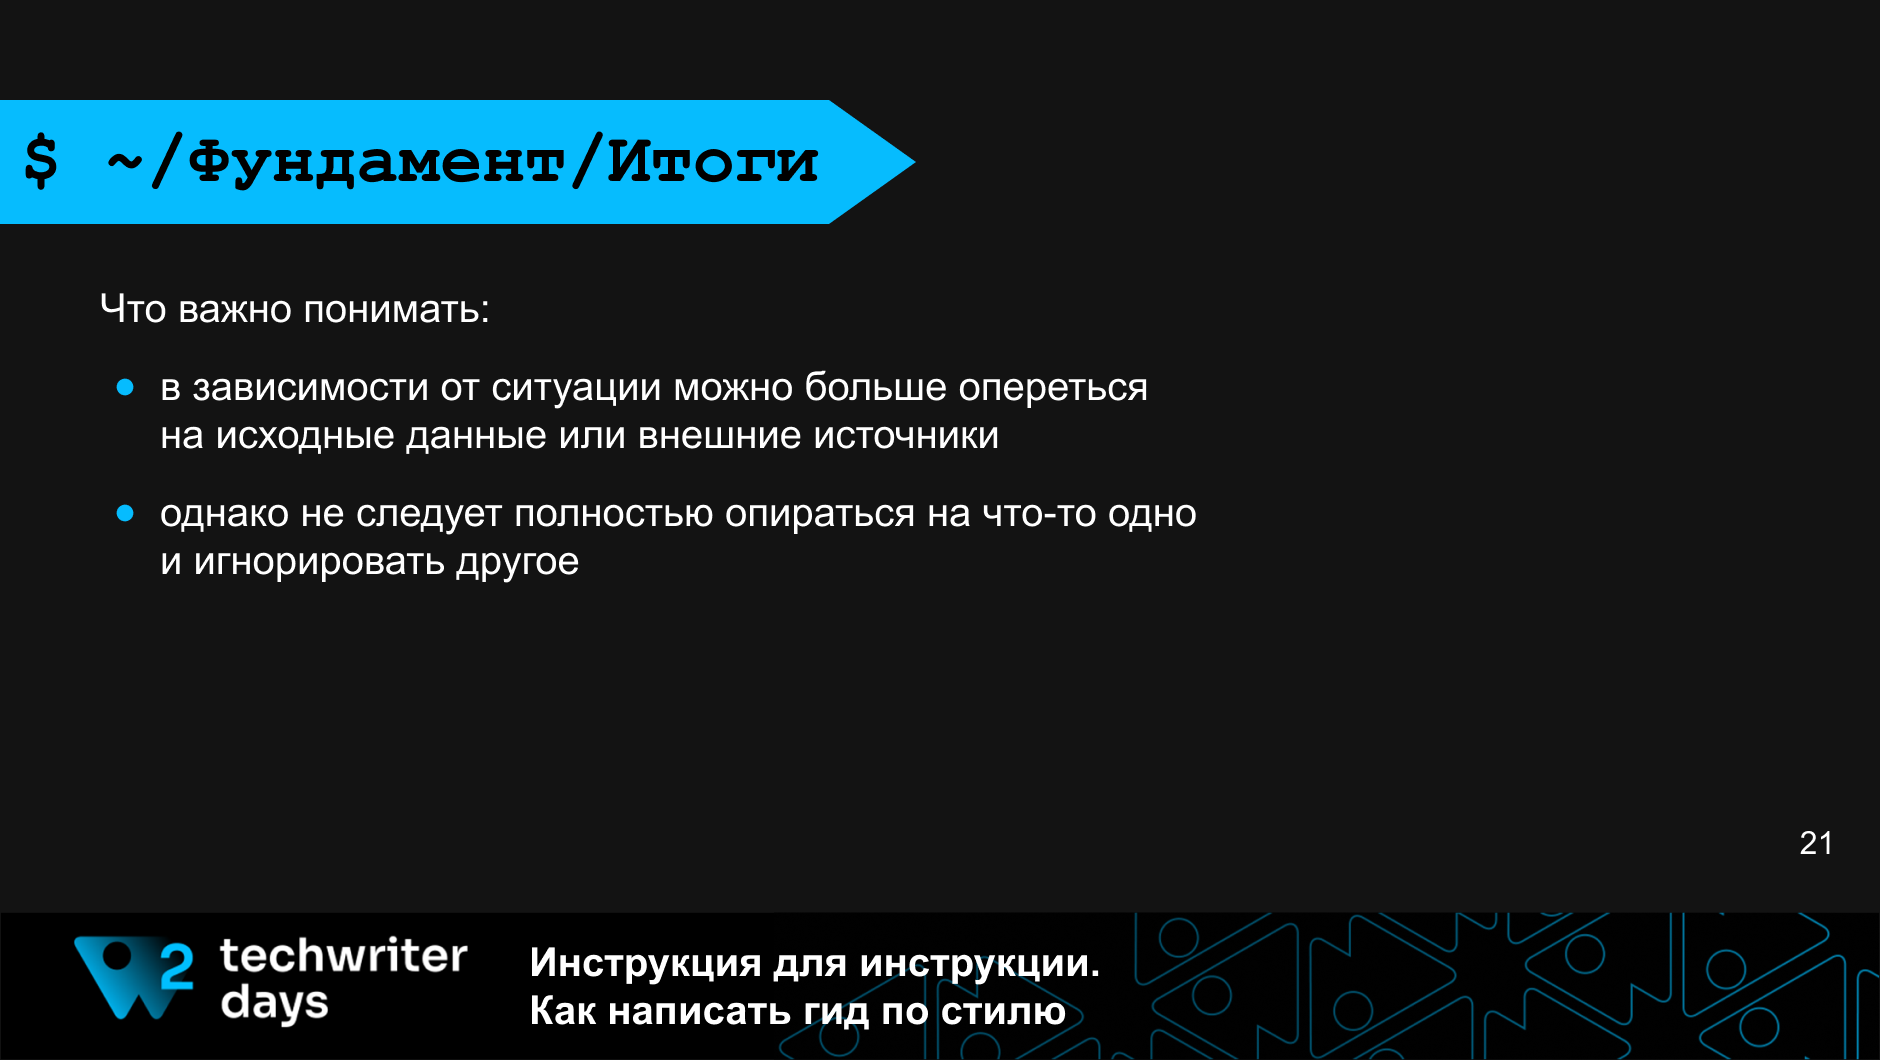 $ ~/Фундамент/Итоги
Что важно понимать:
в зависимости от ситуации можно больше опереться
на исходные данные или внешние источники
однако не следует полностью опираться на что-то одно
и игнорировать другое
21
2 techwriter
days
Инструкция для инструкции.
Как написать гид по стилю